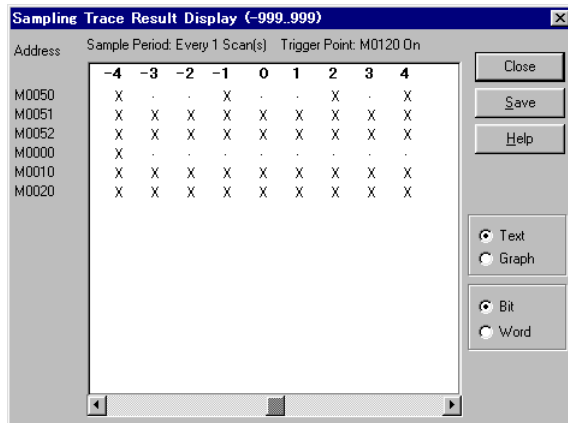 Sampling Trace Result Display (-999..999)
Address Sample Period: Every 1 Scan(s) Trigger Point: M0120 On
-4 -3 -2 -1 0 1 2 3 4
M0050 X . . X . . X . X
M0051 X X X X X X X X X
M0052 X X X X X X X X X
M0000 X . . . . . . . .
M0010 X X X X X X X X X
M0020 X X X X X X X X X
Close
Save
Help
Text
Graph
Bit
Word